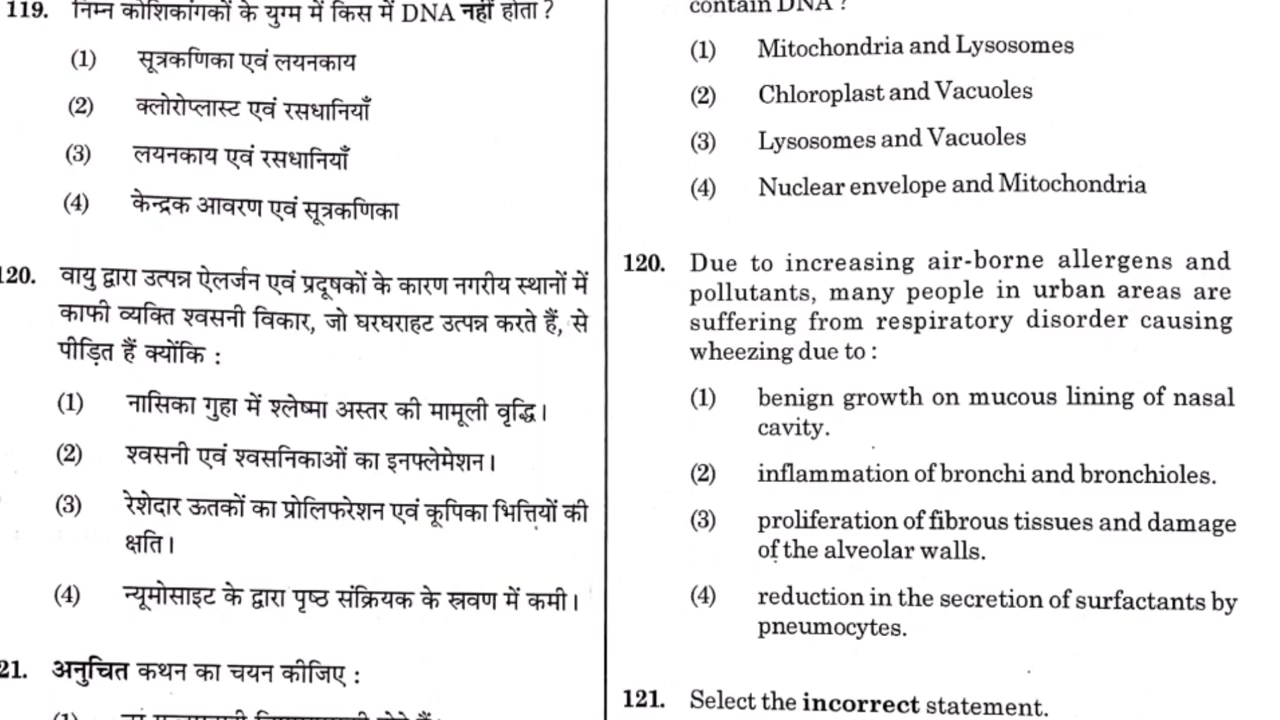 119. निम्न कोशिकांगकों के युग्म में किस में DNA नहीं होता ?
(1) सूत्रकणिका एवं लयनकाय
(2) क्लोरोप्लास्ट एवं रसधानियाँ
(3) लयनकाय एवं रसधानियाँ
(4) केन्द्रक आवरण एवं सूत्रकणिका
120. वायु द्वारा उत्पन्न ऐलर्जन एवं प्रदूषकों के कारण नगरीय स्थानों में
काफी व्यक्ति श्वसनी विकार, जो घरघराहट उत्पन्न करते हैं, से
पीड़ित हैं क्योंकि :
(1) नासिका गुहा में श्लेष्मा अस्तर की मामूली वृद्धि।
(2) श्वसनी एवं श्वसनिकाओं का इनफ्लेमेशन।
(3) रेशेदार ऊतकों का प्रोलिफरेशन एवं कूपिका भित्तियों की
क्षति।
(4) न्यूमोसाइट के द्वारा पृष्ठ संक्रियक के स्रवण में कमी।
21. अनुचित कथन का चयन कीजिए :
contain DNA ?
(1) Mitochondria and Lysosomes
(2) Chloroplast and Vacuoles
(3) Lysosomes and Vacuoles
(4) Nuclear envelope and Mitochondria
120. Due to increasing air-borne allergens and
pollutants, many people in urban areas are
suffering from respiratory disorder causing
wheezing due to :
(1) benign growth on mucous lining of nasal
cavity.
(2) inflammation of bronchi and bronchioles.
(3) proliferation of fibrous tissues and damage
of the alveolar walls.
(4) reduction in the secretion of surfactants by
pneumocytes.
121. Select the incorrect statement.